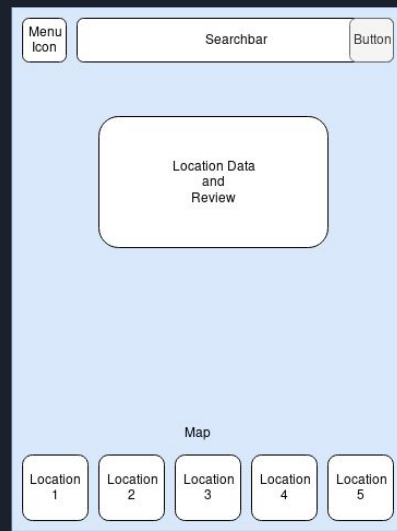 Menu
Icon
Searchbar
Button
Location Data
and
Review
Map
Location
1
Location
2
Location
3
Location
4
Location
5